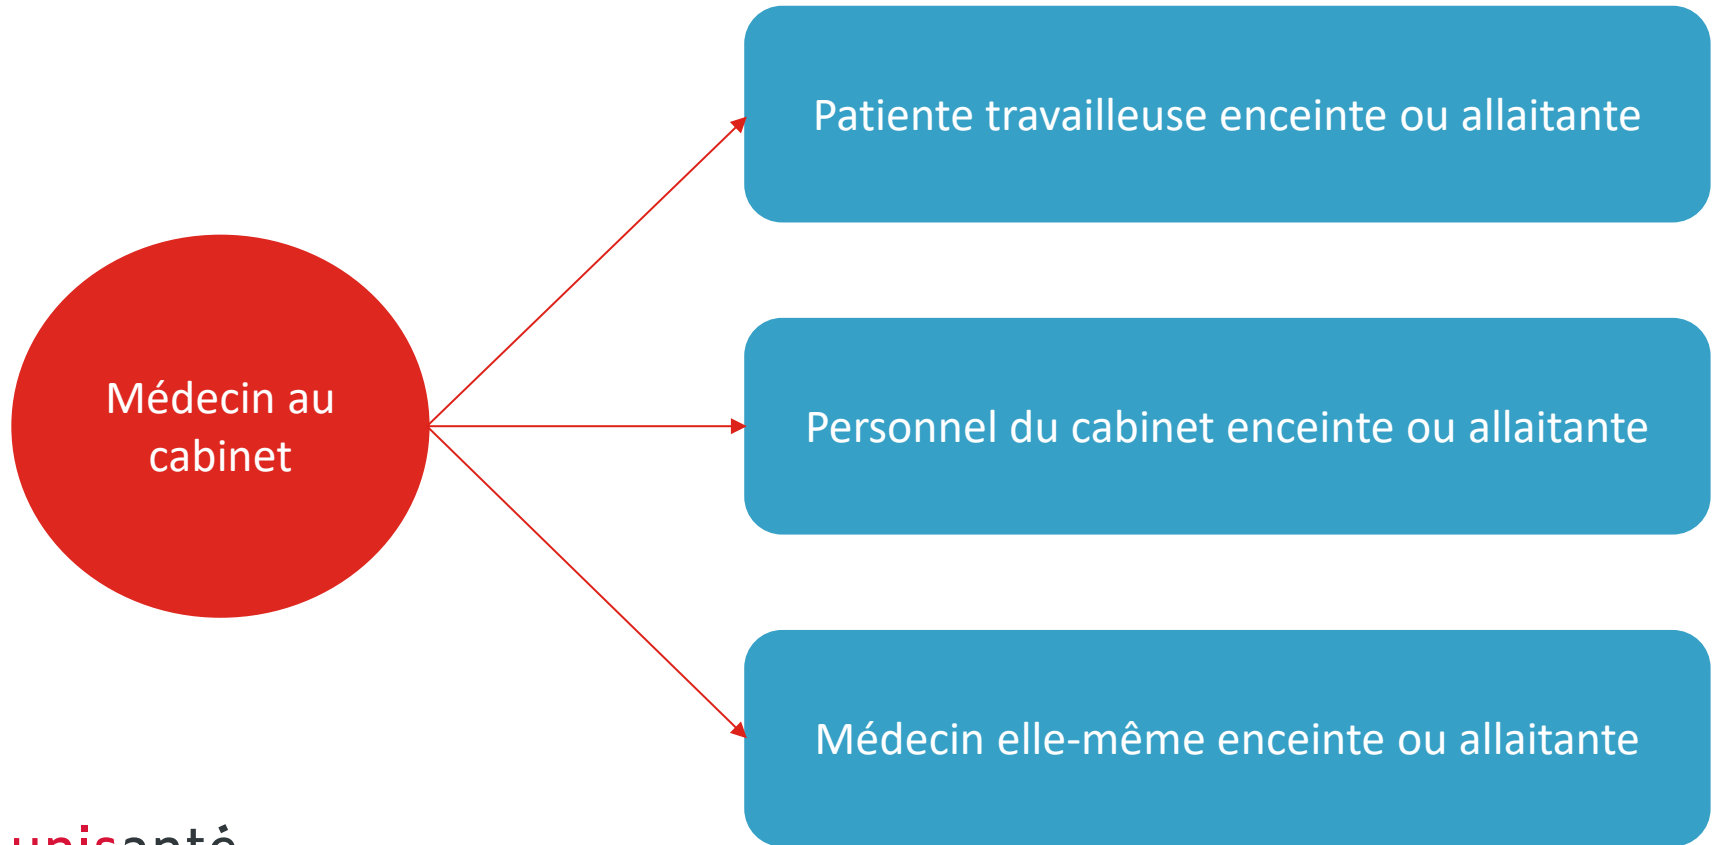 Patiente travailleuse enceinte ou allaitante
Médecin au
cabinet
Personnel du cabinet enceinte ou allaitante
Médecin elle-même enceinte ou allaitante
unisanté